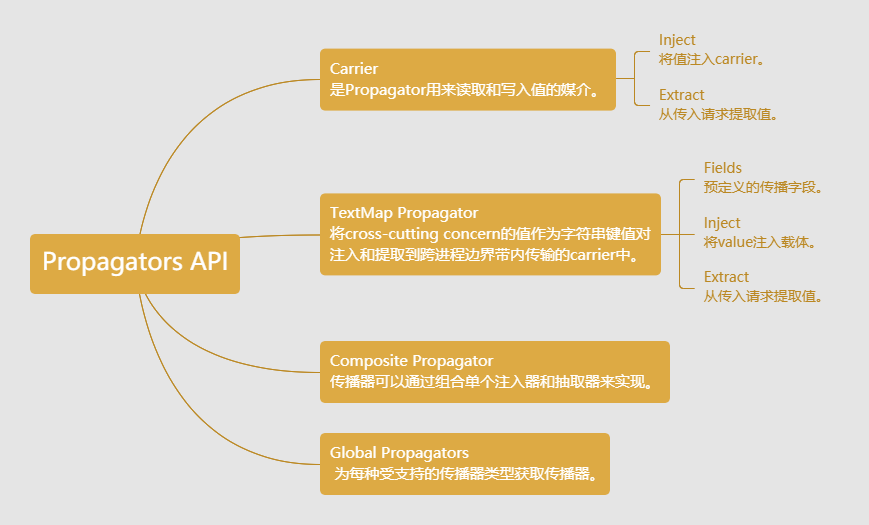 Propagators API
Carrier
是Propagator用来读取和写入值的媒介。
Inject
将值注入carrier。
Extract
从传入请求提取值。
TextMap Propagator
将cross-cutting concern的值作为字符串键值对
注入和提取到跨进程边界带内传输的carrier中。
Fields
预定义的传播字段。
Inject
将value注入载体。
Extract
从传入请求提取值。
Composite Propagator
传播器可以通过组合单个注入器和抽取器来实现。
Global Propagators
为每种受支持的传播器类型获取传播器。